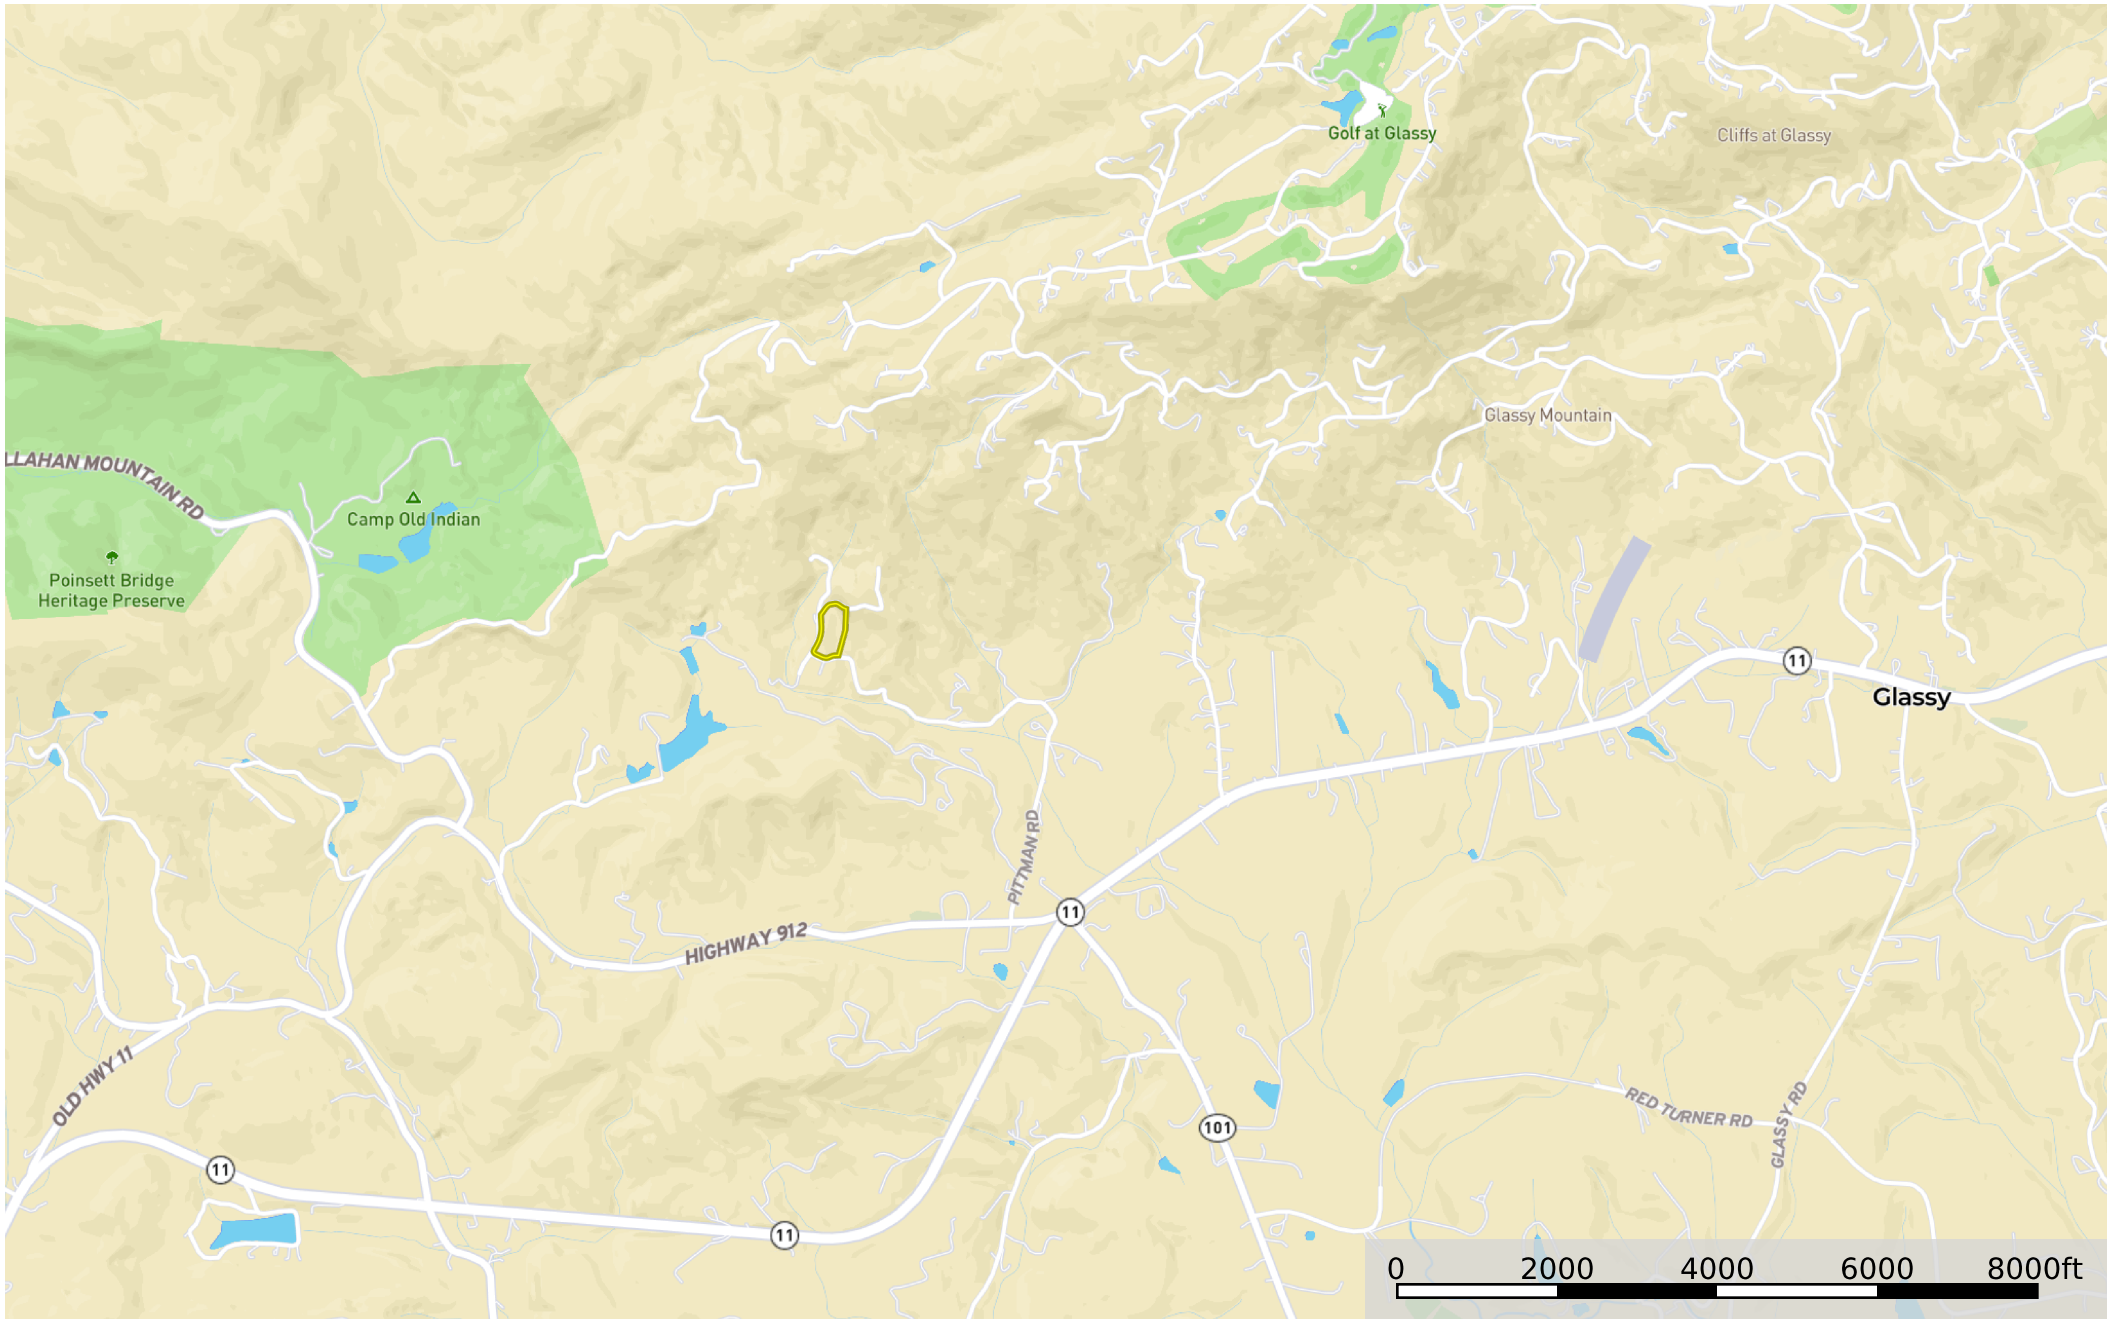 Golf at Glassy
Cliffs at Glassy
Glassy Mountain
LLAHAN MOUNTAIN RD
Camp Old Indian
Poinsett Bridge
Heritage Preserve
11
Glassy
PITTMAN RD
11
HIGHWAY 912
OLD HWY 11
RED TURNER RD
GLASSY RD
101
11
11
0 2000 4000 6000 8000ft